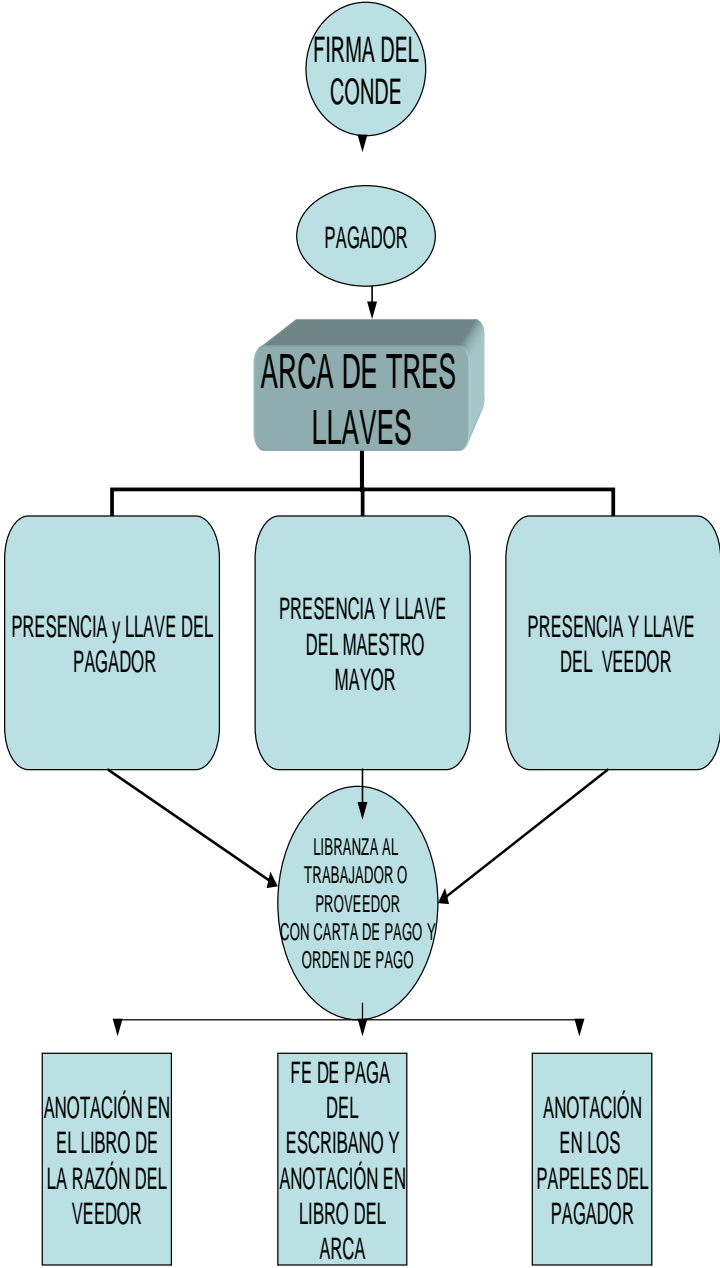 FIRMA DEL
CONDE
PAGADOR
ARCA DE TRES
LLAVES
PRESENCIA y LLAVE DEL
PAGADOR
PRESENCIA Y LLAVE
DEL MAESTRO
MAYOR
PRESENCIA Y LLAVE
DEL VEEDOR
LIBRANZA AL
TRABAJADOR O
PROVEEDOR
CON CARTA DE PAGO Y
ORDEN DE PAGO
ANOTACIÓN EN
EL LIBRO DE
LA RAZÓN DEL
VEEDOR
FE DE PAGA
DEL
ESCRIBANO Y
ANOTACIÓN EN
LIBRO DEL
ARCA
ANOTACIÓN
EN LOS
PAPELES DEL
PAGADOR